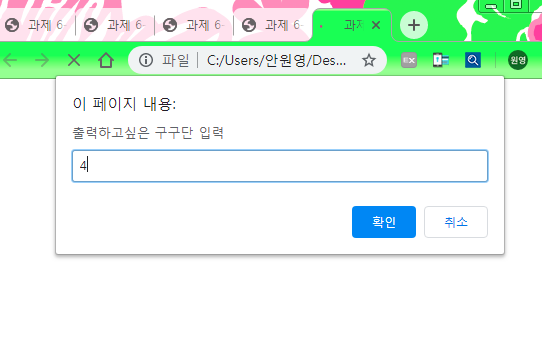 과제 6- 과제 6- 과제 6- 과제 6- 과제
파일 C:/Users/안원영/Des... 원영
이 페이지 내용:
출력하고싶은 구구단 입력
4
확인 취소